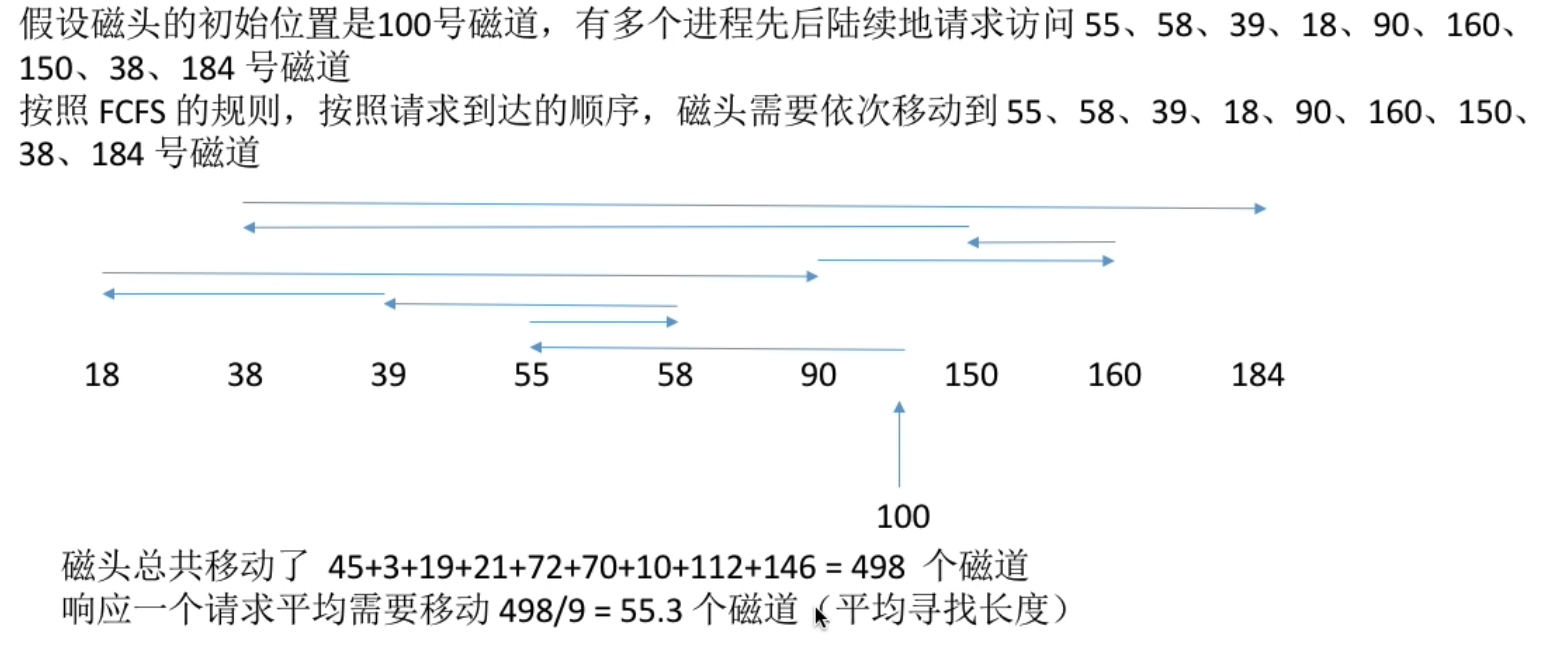 假设磁头的初始位置是100号磁道，有多个进程先后陆续地请求访问 55、58、39、18、90、160、
150、38、184 号磁道
按照 FCFS 的规则，按照请求到达的顺序，磁头需要依次移动到 55、58、39、18、90、160、150、
38、184 号磁道
18 38 39 55 58 90 150 160 184
100
磁头总共移动了 45+3+19+21+72+70+10+112+146 = 498 个磁道
响应一个请求平均需要移动 498/9 = 55.3 个磁道（平均寻找长度）